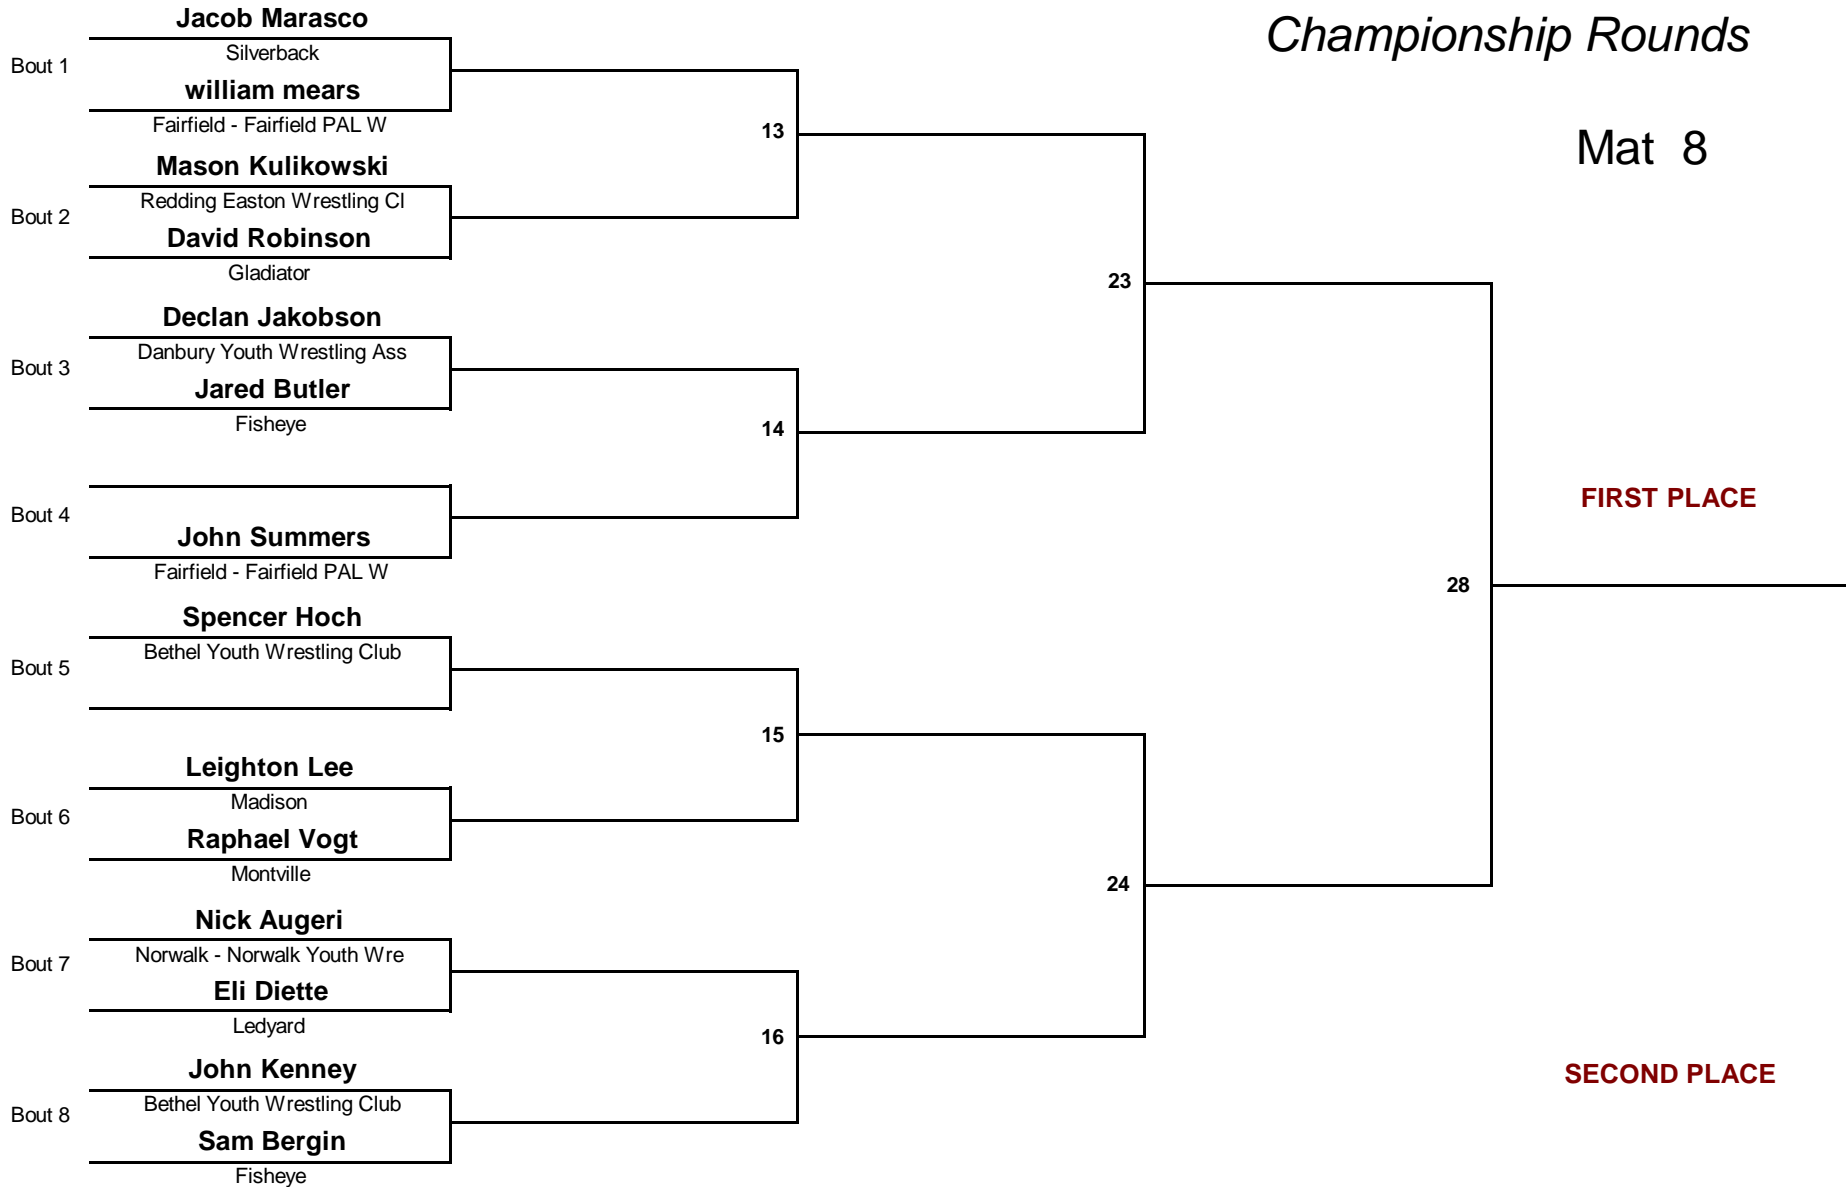 Championship Rounds
Mat 8
Jacob Marasco
Bout 1
Silverback
william mears
Fairfield - Fairfield PAL W
13
Mason Kulikowski
Bout 2
Redding Easton Wrestling Cl
David Robinson
Gladiator
23
Declan Jakobson
Bout 3
Danbury Youth Wrestling Ass
Jared Butler
Fisheye
14
Bout 4
John Summers
Fairfield - Fairfield PAL W
FIRST PLACE
28
Spencer Hoch
Bout 5
Bethel Youth Wrestling Club
15
Leighton Lee
Bout 6
Madison
Raphael Vogt
Montville
24
Nick Augeri
Bout 7
Norwalk - Norwalk Youth Wre
Eli Diette
Ledyard
16
John Kenney
Bout 8
Bethel Youth Wrestling Club
Sam Bergin
Fisheye
SECOND PLACE